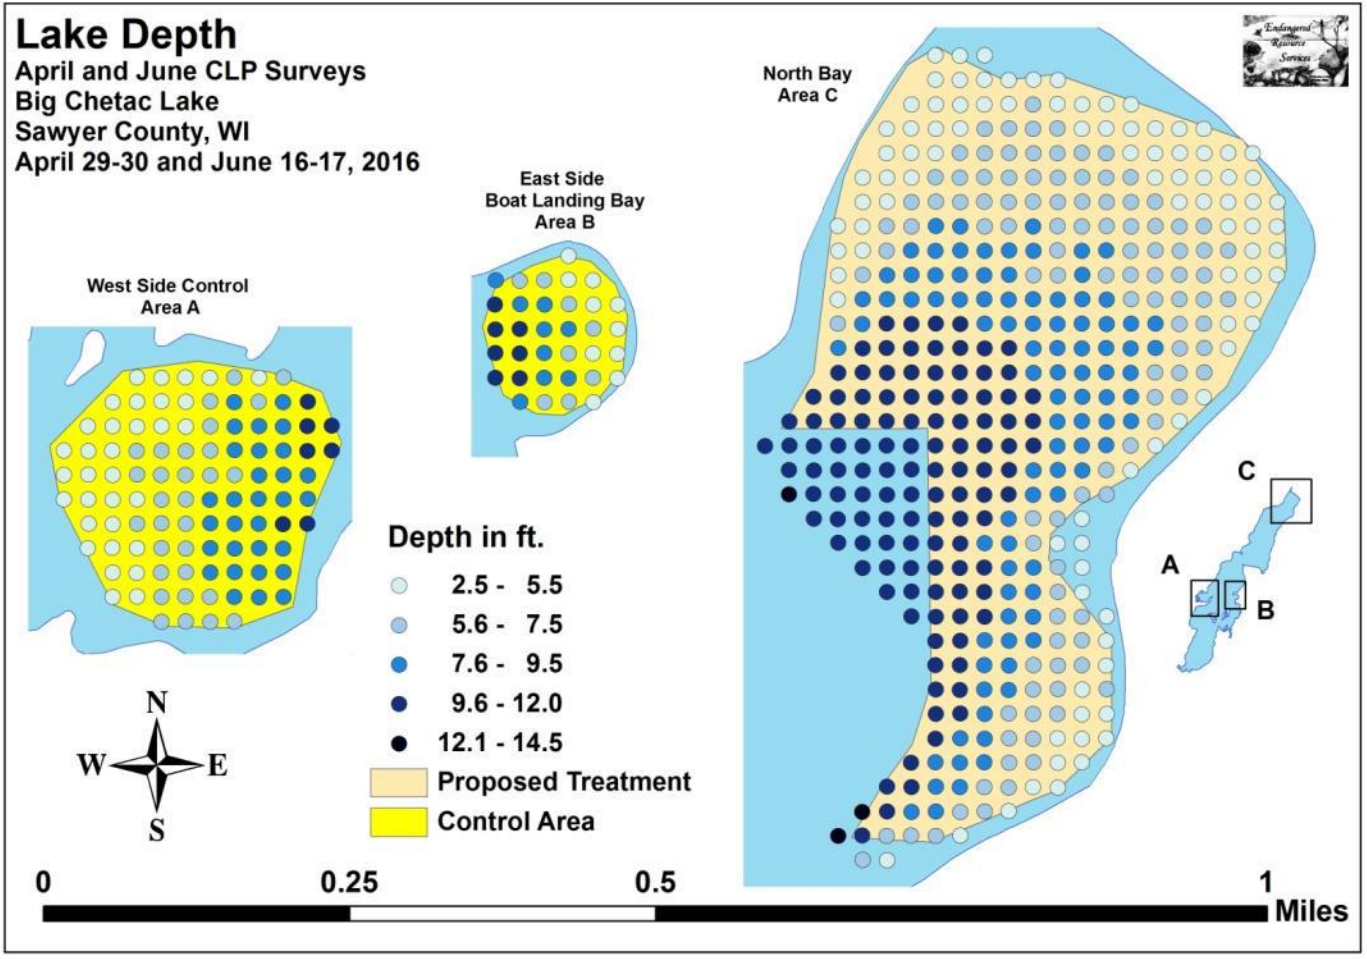 Lake Depth
April and June CLP Surveys
Big Chetac Lake
Sawyer County, WI
April 29-30 and June 16-17, 2016
North Bay
Area C
Endangered
Resource
Services
East Side
Boat Landing Bay
Area B
West Side Control
Area A
Depth in ft.
2.5 - 5.5
5.6 - 7.5
7.6 - 9.5
9.6 - 12.0
12.1 - 14.5
Proposed Treatment
Control Area
N
W E
S
C
A
B
0 0.25 0.5 1
Miles